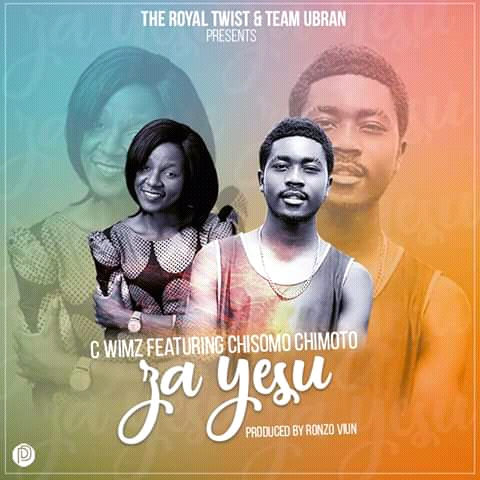 THE ROYAL TWIST & TEAM UBRAN
PRESENTS
C WIMZ FEATURING CHISOMO CHIMOTO
za yesu
PRODUCED BY RONZO VIUN